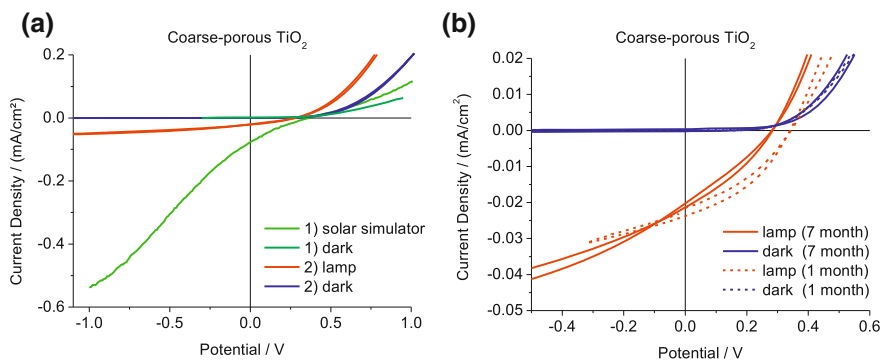 (a)
Coarse-porous TiO2
Current Density / (mA/cm²)
0.2
0.0
-0.2
-0.4
-0.6
-1.0 -0.5 0.0 0.5 1.0
Potential / V
1) solar simulator
1) dark
2) lamp
2) dark
(b)
Coarse-porous TiO2
Current Density / (mA/cm²)
0.02
0.01
0.00
-0.01
-0.02
-0.03
-0.04
-0.05
-0.4 -0.2 0.0 0.2 0.4 0.6
Potential / V
lamp (7 month)
dark (7 month)
lamp (1 month)
dark (1 month)